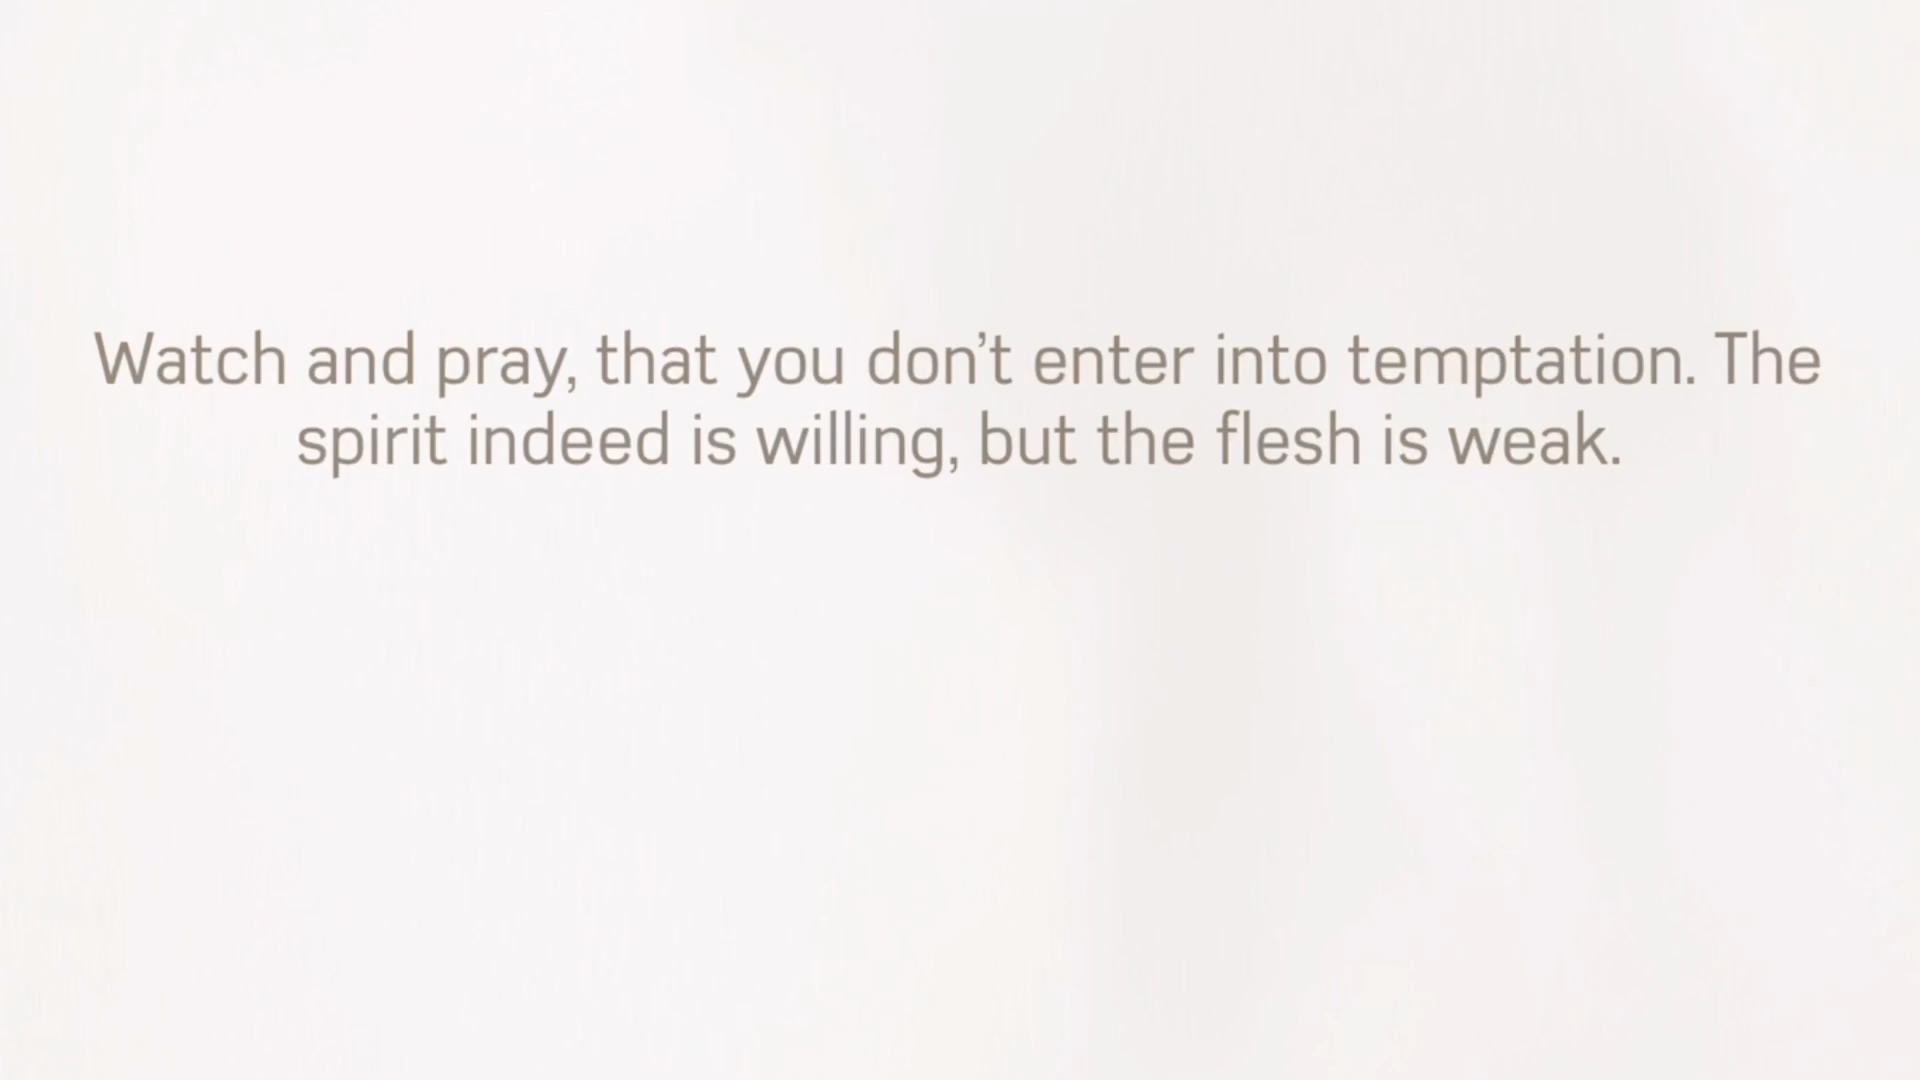 Watch and pray, that you don’t enter into temptation. The
spirit indeed is willing, but the flesh is weak.